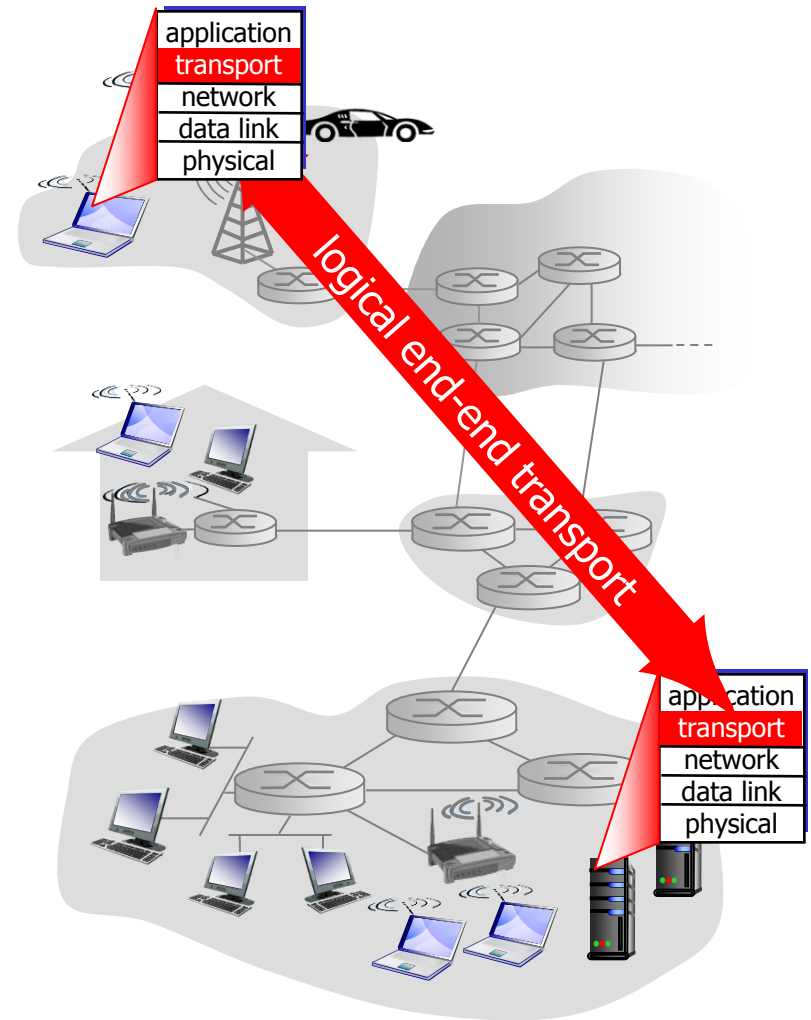 application
transport
network
data link
physical
logical end-end transport
application
transport
network
data link
physical